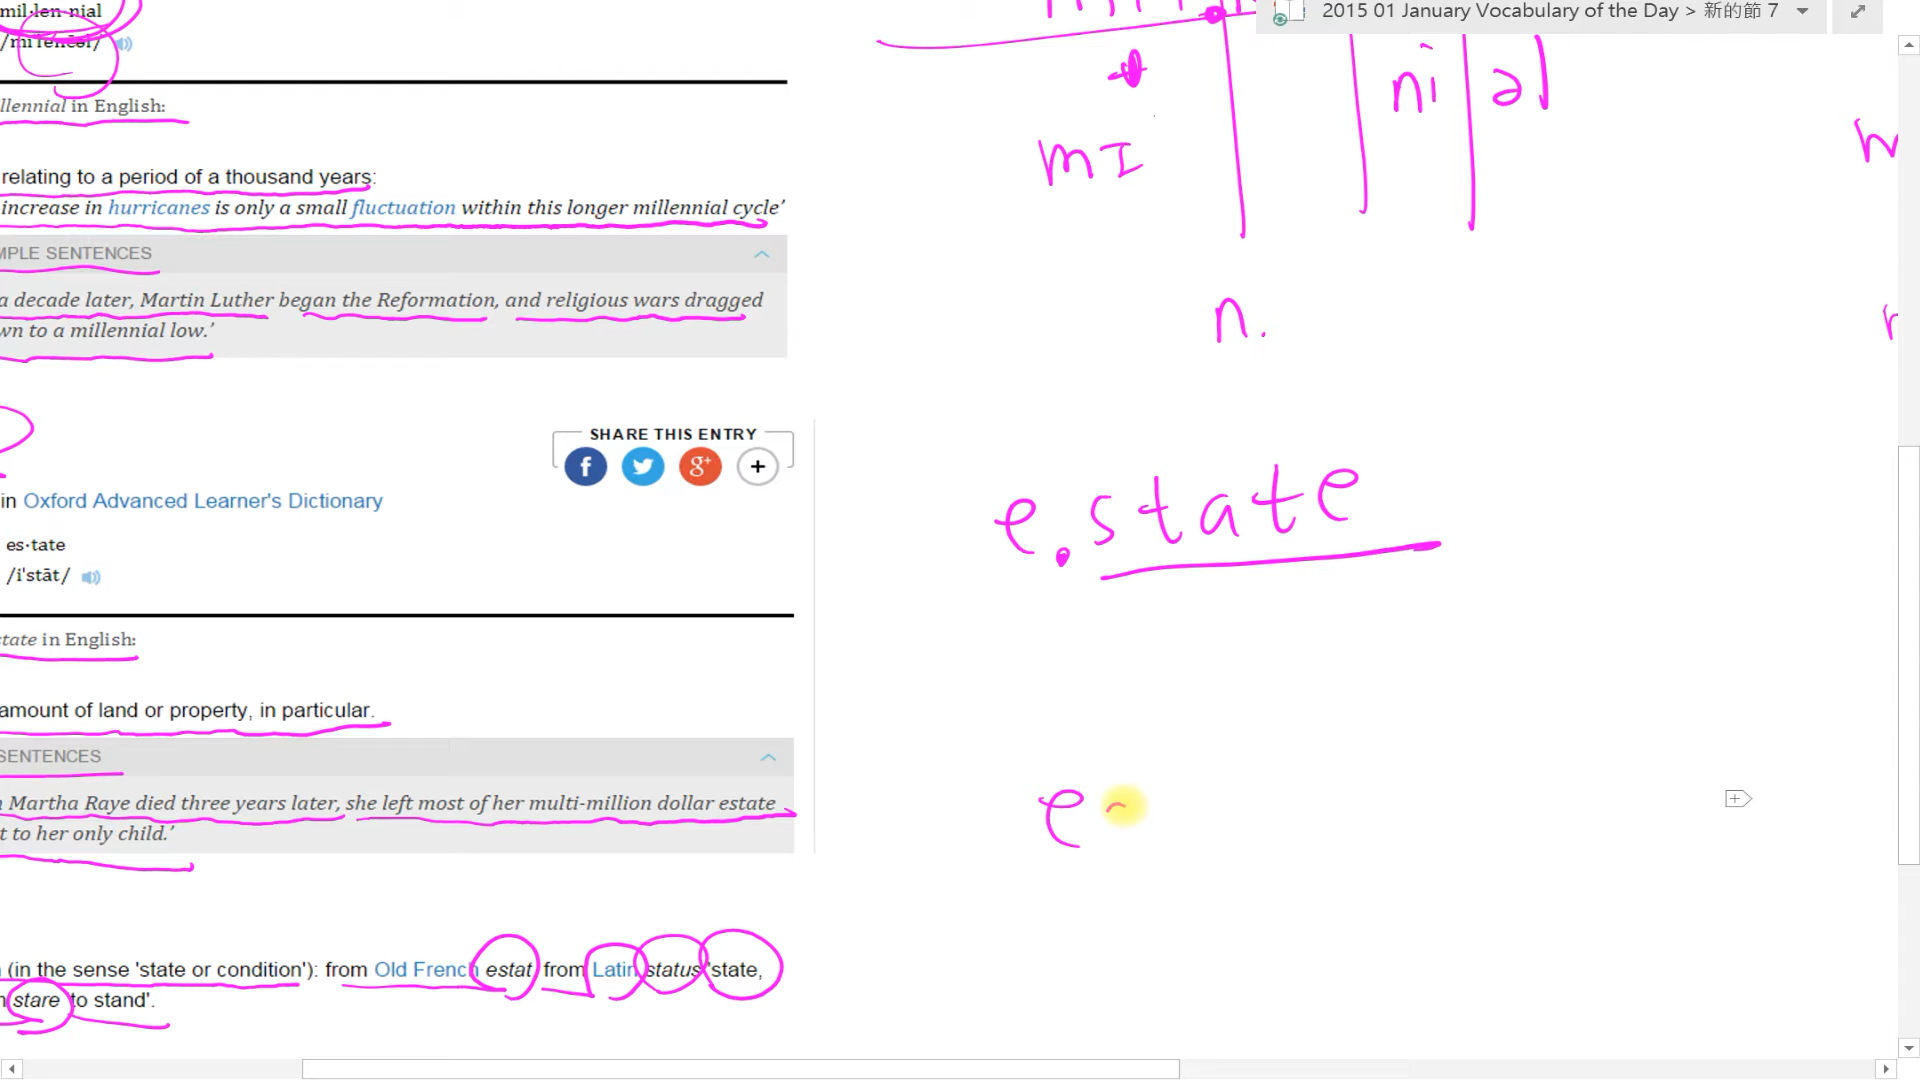 mil·len·nial
2015 01 January Vocabulary of the Day > 新的節 7
ni
ə
llennial in English:
mI
relating to a period of a thousand years:
increase in hurricanes is only a small fluctuation within this longer millennial cycle’
MPLE SENTENCES
a decade later, Martin Luther began the Reformation, and religious wars dragged
wn to a millennial low.’
n.
SHARE THIS ENTRY
in Oxford Advanced Learner's Dictionary
e.state
es·tate
/iˈstāt/
state in English:
amount of land or property, in particular.
SENTENCES
n Martha Raye died three years later, she left most of her multi-million dollar estate
t to her only child.’
e
(in the sense 'state or condition'): from Old French estat, from Latin status 'state,
n stare 'to stand'.